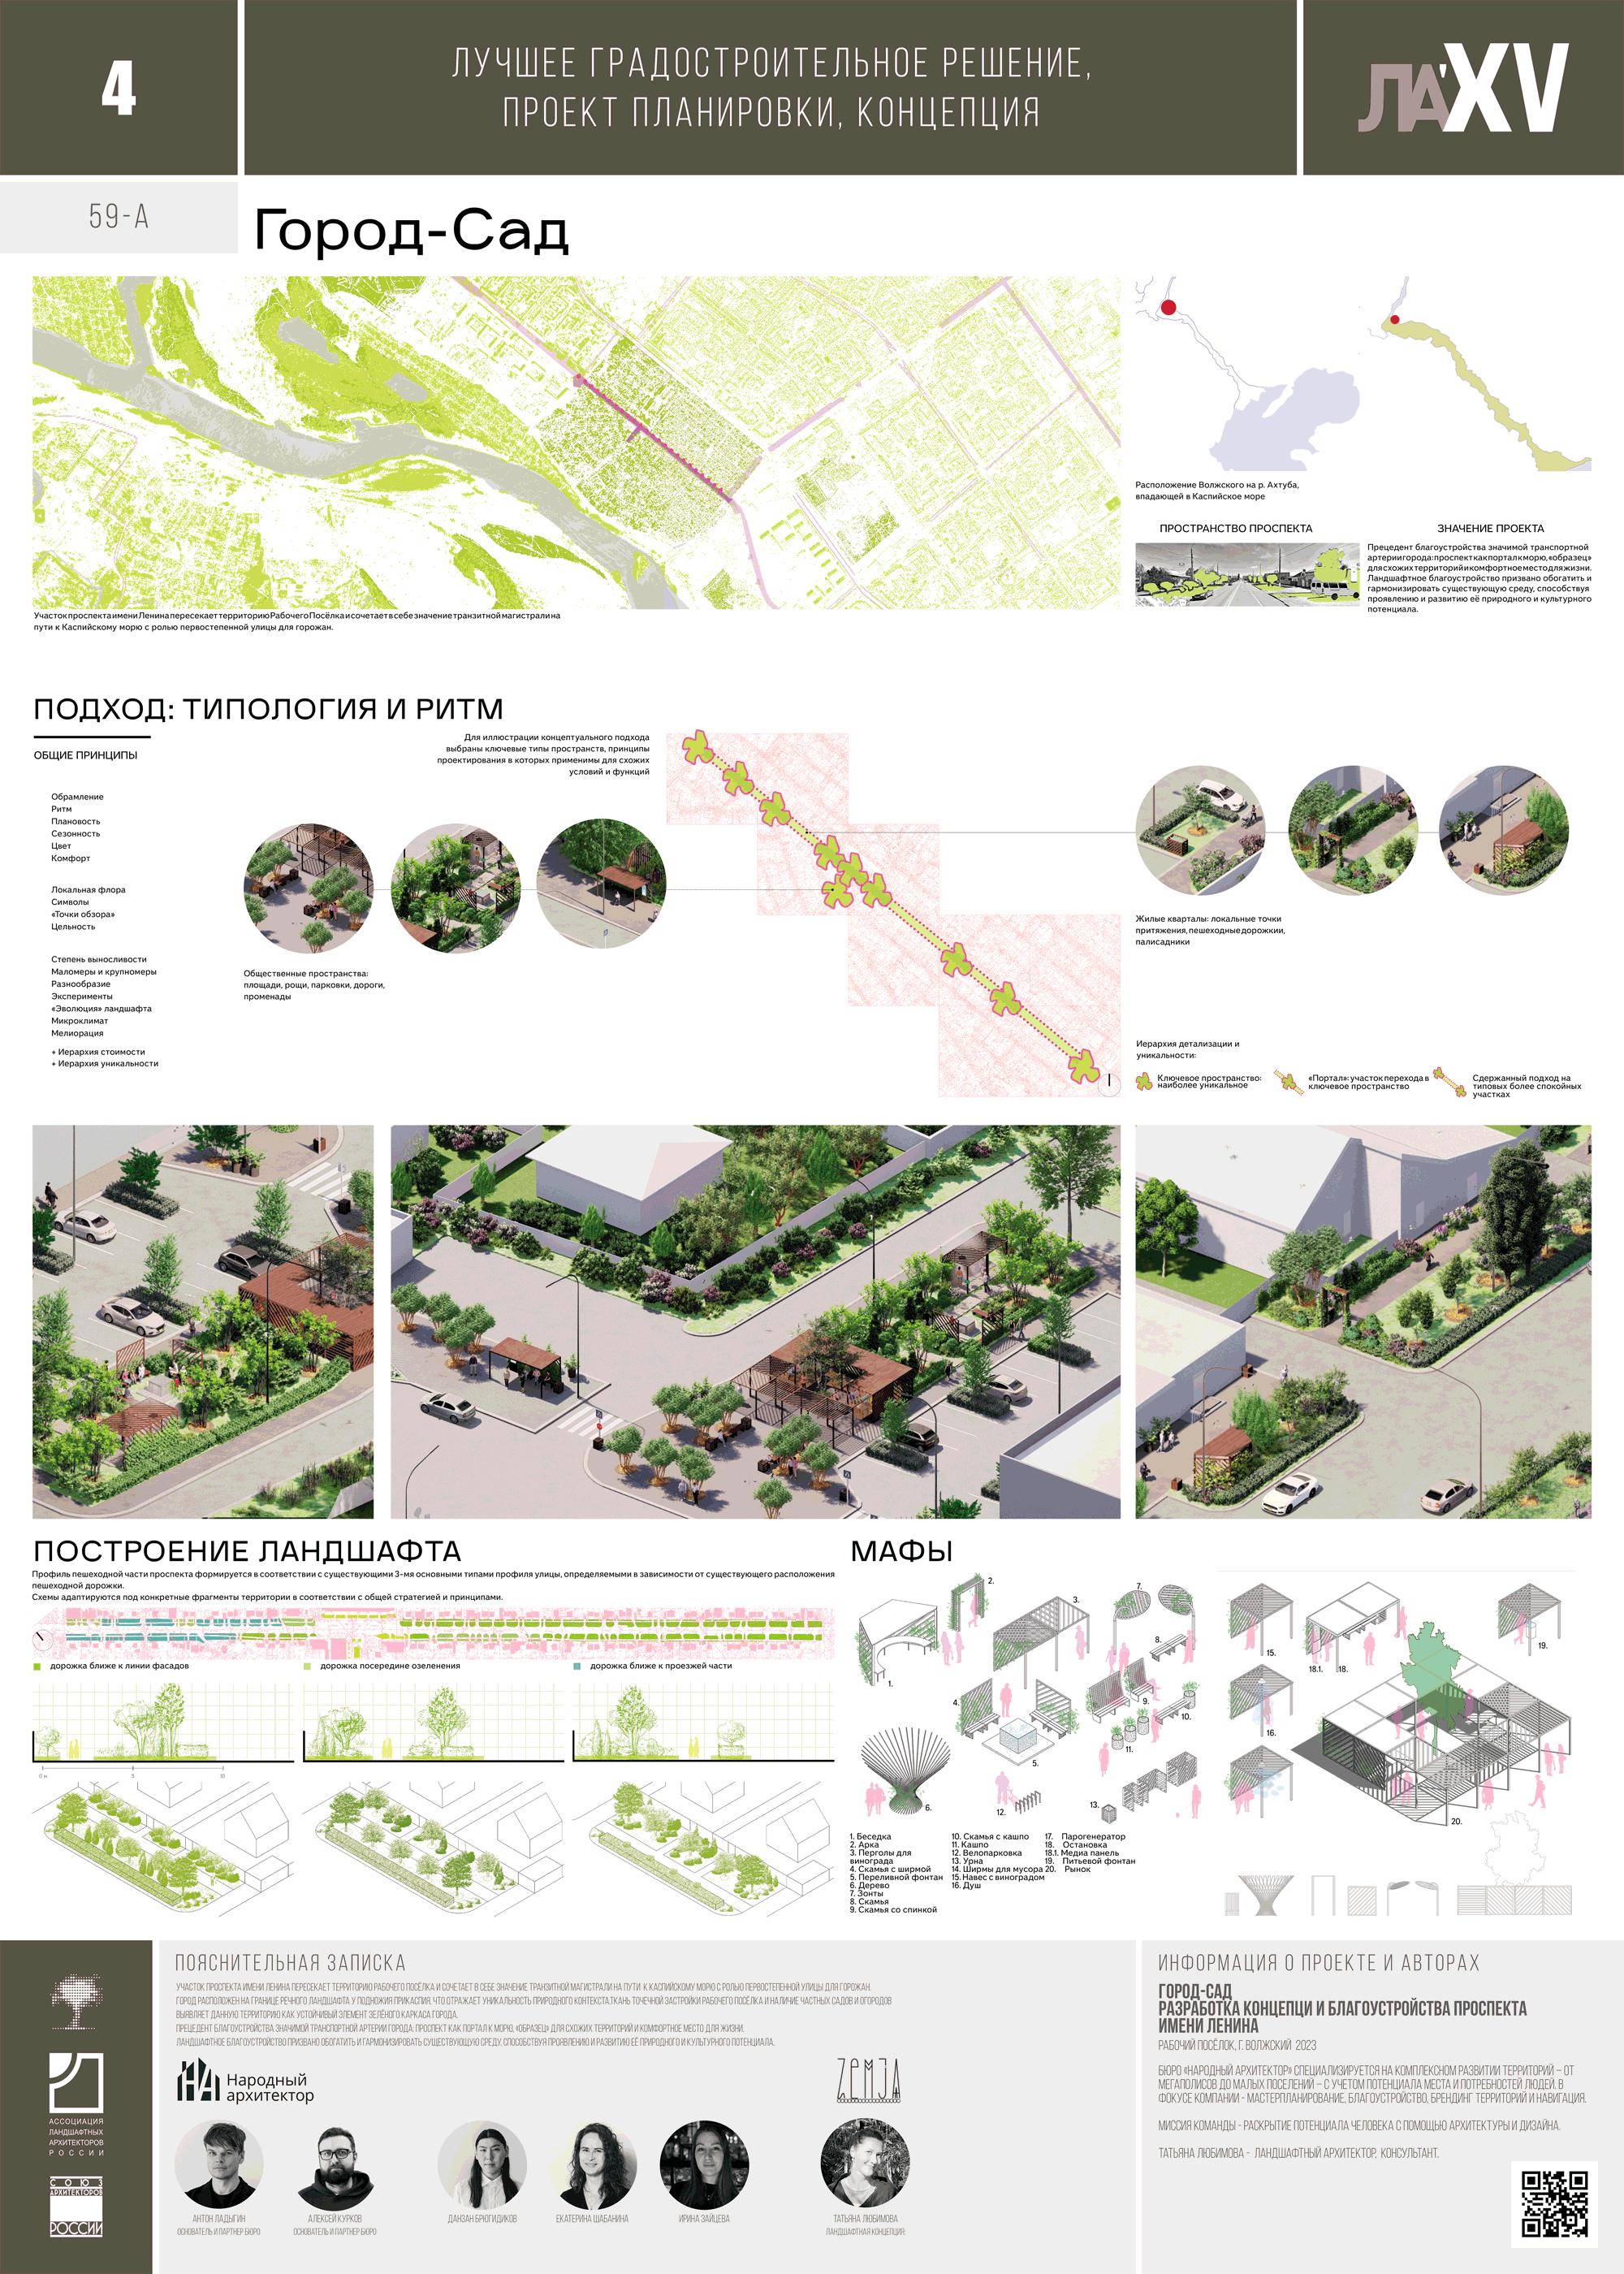 4
ЛУЧШЕЕ ГРАДОСТРОИТЕЛЬНОЕ РЕШЕНИЕ,
ПРОЕКТ ПЛАНИРОВКИ, КОНЦЕПЦИЯ
ЛА'XV
59-А
Город-Сад
Расположение Волжского на р. Ахтуба,
впадающей в Каспийское море
ПРОСТРАНСТВО ПРОСПЕКТА
ЗНАЧЕНИЕ ПРОЕКТА
Прецедент благоустройства значимой транспортной
артерии города: проспект как портал к морю, «образец»
для схожих территорий и комфортное место для жизни.
Ландшафтное благоустройство призвано обогатить и
гармонизировать существующую среду, способствуя
проявлению и развитию её природного и культурного
потенциала.
Участок проспекта имени Ленина пересекает территорию Рабочего Посёлка и сочетает в себе значение транзитной магистрали на
пути к Каспийскому морю с ролью первостепенной улицы для горожан.
ПОДХОД: ТИПОЛОГИЯ И РИТМ
ОБЩИЕ ПРИНЦИПЫ
Обрамление
Ритм
Плановость
Сезонность
Цвет
Комфорт
Локальная флора
Символы
«Точки обзора»
Цельность
Степень выносливости
Маломеры и крупномеры
Разнообразие
Эксперименты
«Эволюция» ландшафта
Микроклимат
Мелиорация
+ Иерархия стоимости
+ Иерархия уникальности
Для иллюстрации концептуального подхода
выбраны ключевые типы пространств, принципы
проектирования в которых применимы для схожих
условий и функций
Общественные пространства:
площади, рощи, парковки, дороги,
променады
Жилые кварталы: локальные точки
притяжения, пешеходные дорожкии,
палисадники
Иерархия детализации и
уникальности:
Ключевое пространство:
наиболее уникальное
«Портал»: участок перехода в
ключевое пространство
Сдержанный подход на
типовых более спокойных
участках
ПОСТРОЕНИЕ ЛАНДШАФТА
Профиль пешеходной части проспекта формируется в соответствии с существующими 3-мя основными типами профиля улицы, определяемыми в зависимости от существующего расположения
пешеходной дорожки.
Схемы адаптируются под конкретные фрагменты территории в соответствии с общей стратегией и принципами.
дорожка ближе к линии фасадов
дорожка посередине озеленения
дорожка ближе к проезжей части
0 м
5
10
МАФЫ
1.
2.
3.
4.
5.
6.
7.
8.
9.
10.
11.
12.
13.
15.
16.
18.1.
18.
19.
20.
1. Беседка
2. Арка
3. Перголы для
винограда
4. Скамья с ширмой
5. Переливной фонтан
6. Дерево
7. Зонты
8. Скамья
9. Скамья со спинкой
10. Скамья с кашпо
11. Кашпо
12. Велопарковка
13. Урна
14. Ширмы для мусора
15. Навес с виноградом
16. Душ
17. Парогенератор
18. Остановка
18.1. Медиа панель
19. Питьевой фонтан
20. Рынок
ПОЯСНИТЕЛЬНАЯ ЗАПИСКА
УЧАСТОК ПРОСПЕКТА ИМЕНИ ЛЕНИНА ПЕРЕСЕКАЕТ ТЕРРИТОРИЮ РАБОЧЕГО ПОСЁЛКА И СОЧЕТАЕТ В СЕБЕ ЗНАЧЕНИЕ ТРАНЗИТНОЙ МАГИСТРАЛИ НА ПУТИ К КАСПИЙСКОМУ МОРЮ С РОЛЬЮ ПЕРВОСТЕПЕННОЙ УЛИЦЫ ДЛЯ ГОРОЖАН.
ГОРОД РАСПОЛОЖЕН НА ГРАНИЦЕ РЕЧНОГО ЛАНДШАФТА У ПОДНОЖИЯ ПРИКАСПИЯ, ЧТО ОТРАЖАЕТ УНИКАЛЬНОСТЬ ПРИРОДНОГО КОНТЕКСТА.ТКАНЬ ТОЧЕЧНОЙ ЗАСТРОЙКИ РАБОЧЕГО ПОСЁЛКА И НАЛИЧИЕ ЧАСТНЫХ САДОВ И ОГОРОДОВ
ВЫЯВЛЯЕТ ДАННУЮ ТЕРРИТОРИЮ КАК УСТОЙЧИВЫЙ ЭЛЕМЕНТ ЗЕЛЁНОГО КАРКАСА ГОРОДА.
ПРЕЦЕДЕНТ БЛАГОУСТРОЙСТВА ЗНАЧИМОЙ ТРАНСПОРТНОЙ АРТЕРИИ ГОРОДА: ПРОСПЕКТ КАК ПОРТАЛ К МОРЮ, «ОБРАЗЕЦ» ДЛЯ СХОЖИХ ТЕРРИТОРИЙ И КОМФОРТНОЕ МЕСТО ДЛЯ ЖИЗНИ.
ЛАНДШАФТНОЕ БЛАГОУСТРОЙСТВО ПРИЗВАНО ОБОГАТИТЬ И ГАРМОНИЗИРОВАТЬ СУЩЕСТВУЮЩУЮ СРЕДУ, СПОСОБСТВУЯ ПРОЯВЛЕНИЮ И РАЗВИТИЮ ЕЁ ПРИРОДНОГО И КУЛЬТУРНОГО ПОТЕНЦИАЛА.
Народный
архитектор
ZEMJA
АНТОН ЛАДЫГИН
ОСНОВАТЕЛЬ И ПАРТНЕР БЮРО
АЛЕКСЕЙ КУРКОВ
ОСНОВАТЕЛЬ И ПАРТНЕР БЮРО
ДАНЗАН БРЮГИДИКОВ
ЕКАТЕРИНА ШАБАНИНА
ИРИНА ЗАЙЦЕВА
ТАТЬЯНА ЛЮБИМОВА
ЛАНДШАФТНАЯ КОНЦЕПЦИЯ
АССОЦИАЦИЯ
ЛАНДШАФТНЫХ
АРХИТЕКТОРОВ
РОССИИ
СОЮЗ
АРХИТЕКТОРОВ
РОССИИ
ИНФОРМАЦИЯ О ПРОЕКТЕ И АВТОРАХ
ГОРОД-САД
РАЗРАБОТКА КОНЦЕПЦИ И БЛАГОУСТРОЙСТВА ПРОСПЕКТА
ИМЕНИ ЛЕНИНА
РАБОЧИЙ ПОСЁЛОК, Г. ВОЛЖСКИЙ 2023
БЮРО «НАРОДНЫЙ АРХИТЕКТОР» СПЕЦИАЛИЗИРУЕТСЯ НА КОМПЛЕКСНОМ РАЗВИТИИ ТЕРРИТОРИЙ – ОТ
МЕГАПОЛИСОВ ДО МАЛЫХ ПОСЕЛЕНИЙ – С УЧЕТОМ ПОТЕНЦИАЛА МЕСТА И ПОТРЕБНОСТЕЙ ЛЮДЕЙ. В
ФОКУСЕ КОМПАНИИ - МАСТЕРПЛАНИРОВАНИЕ, БЛАГОУСТРОЙСТВО, БРЕНДИНГ ТЕРРИТОРИЙ И НАВИГАЦИЯ.
МИССИЯ КОМАНДЫ - РАСКРЫТИЕ ПОТЕНЦИАЛА ЧЕЛОВЕКА С ПОМОЩЬЮ АРХИТЕКТУРЫ И ДИЗАЙНА.
ТАТЬЯНА ЛЮБИМОВА - ЛАНДШАФТНЫЙ АРХИТЕКТОР, КОНСУЛЬТАНТ.